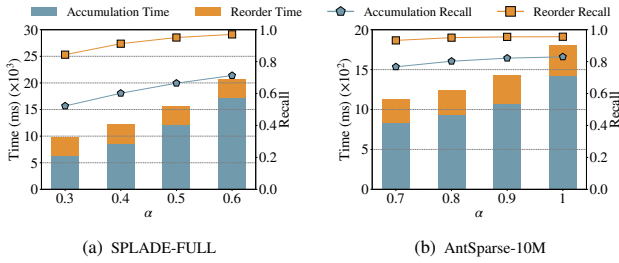 Accumulation Time Reorder Time Accumulation Recall Reorder Recall
30 25 20 15 10 5 0
Time (ms) (×10³)
0.3 0.4 0.5 0.6
α
1.0 0.8 0.6 0.4 0.2 0.0
Recall
(a) SPLADE-FULL
20 15 10 5 0
Time (ms) (×10²)
0.7 0.8 0.9 1
α
1.0 0.8 0.6 0.4 0.2 0.0
Recall
(b) AntSparse-10M